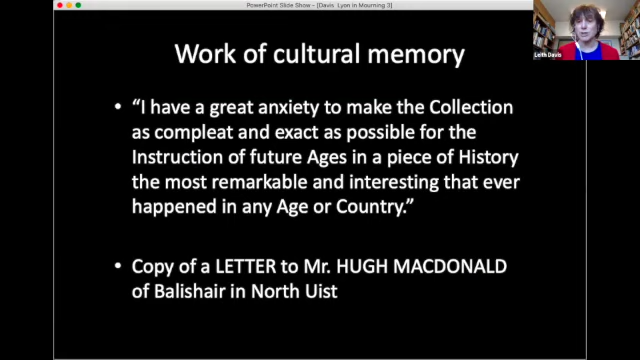 PowerPoint Slide Show - [Davis Lyon in Mourning 3]
Work of cultural memory
• “I have a great anxiety to make the Collection
as compleat and exact as possible for the
Instruction of future Ages in a piece of History
the most remarkable and interesting that ever
happened in any Age or Country.”
• Copy of a LETTER to Mr. HUGH MACDONALD
of Balishair in North Uist
Leith Davis